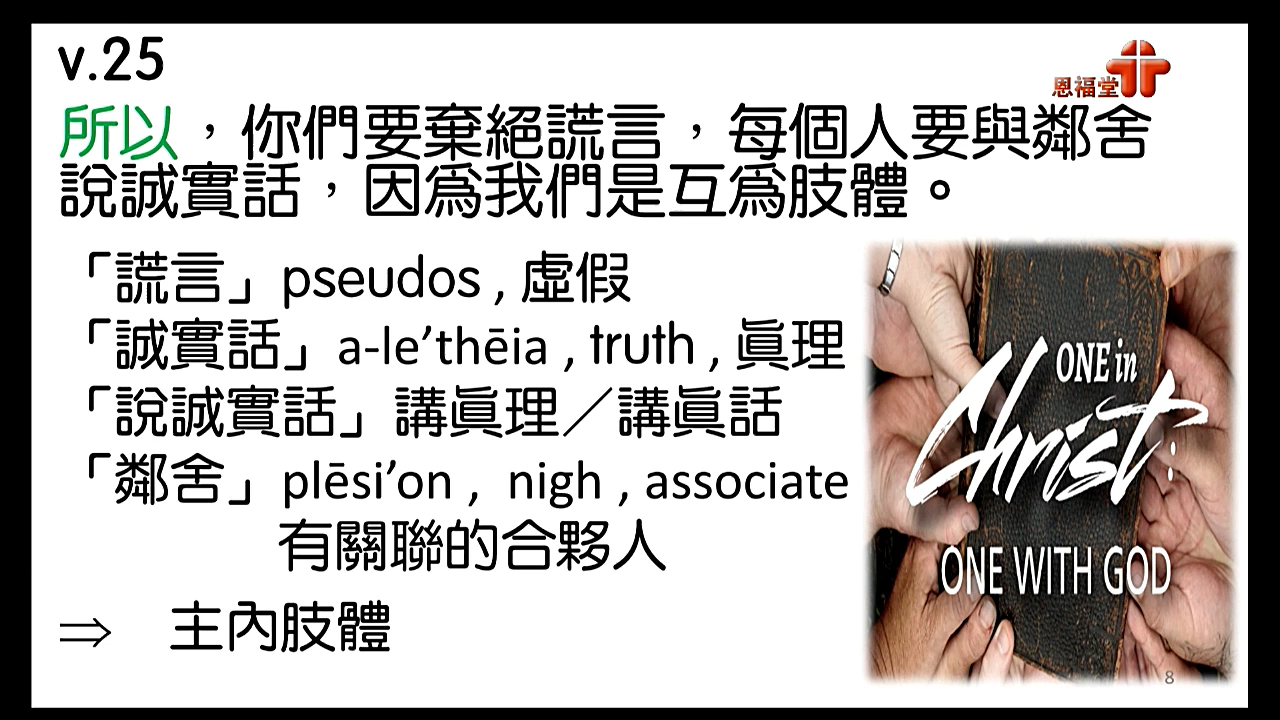 v.25
恩福堂
所以，你們要棄絕謊言，每個人要與鄰舍
說誠實話，因為我們是互為肢體。
「謊言」pseudos , 虛假
「誠實話」a-le’thēia , truth , 眞理
「說誠實話」講眞理／講眞話
「鄰舍」plēsi’on , nigh , associate
有關聯的合夥人
⇒ 主內肢體
ONE in
Christ:
ONE WITH GOD
8